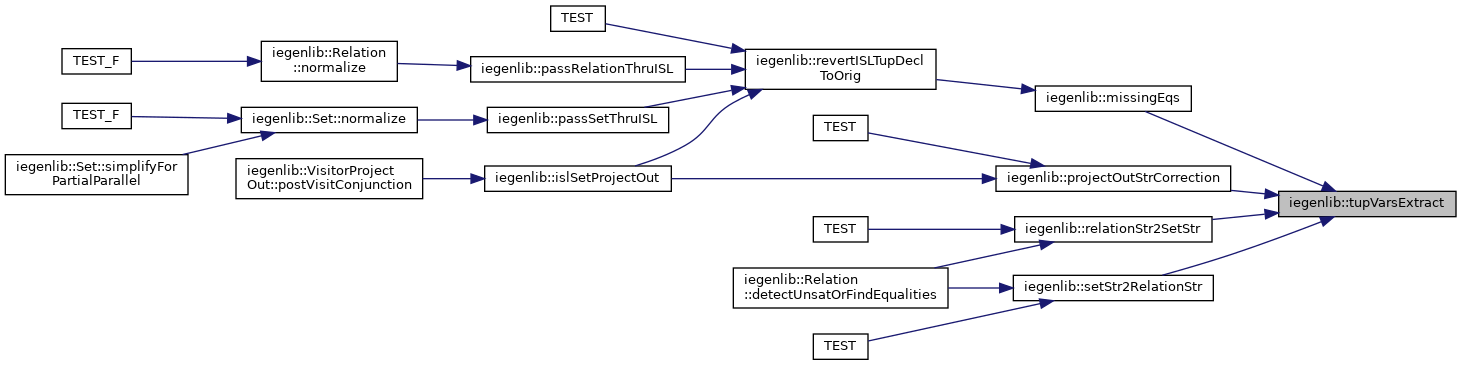 TEST
iegenlib::Relation
::normalize
TEST_F
iegenlib::revertISLTupDecl
ToOrig
iegenlib::passRelationThruISL
iegenlib::missingEqs
TEST_F
iegenlib::Set::normalize
iegenlib::passSetThruISL
TEST
iegenlib::Set::simplifyFor
PartialParallel
iegenlib::VisitorProject
Out::postVisitConjunction
iegenlib::islSetProjectOut
iegenlib::projectOutStrCorrection
iegenlib::tupVarsExtract
TEST
iegenlib::relationStr2SetStr
iegenlib::Relation
::detectUnsatOrFindEqualities
iegenlib::setStr2RelationStr
TEST